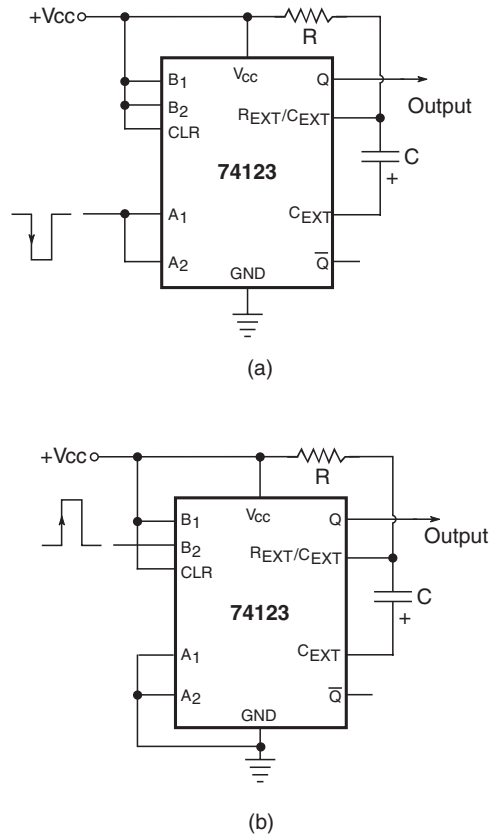 +VCC
R
B1
VCC
Q
B2
Output
REXT/CEXT
CLR
C
74123
+
A1
CEXT
A2
Q̅
GND
(a)
+VCC
R
B1
VCC
Q
B2
Output
REXT/CEXT
CLR
C
74123
+
A1
CEXT
A2
Q̅
GND
(b)